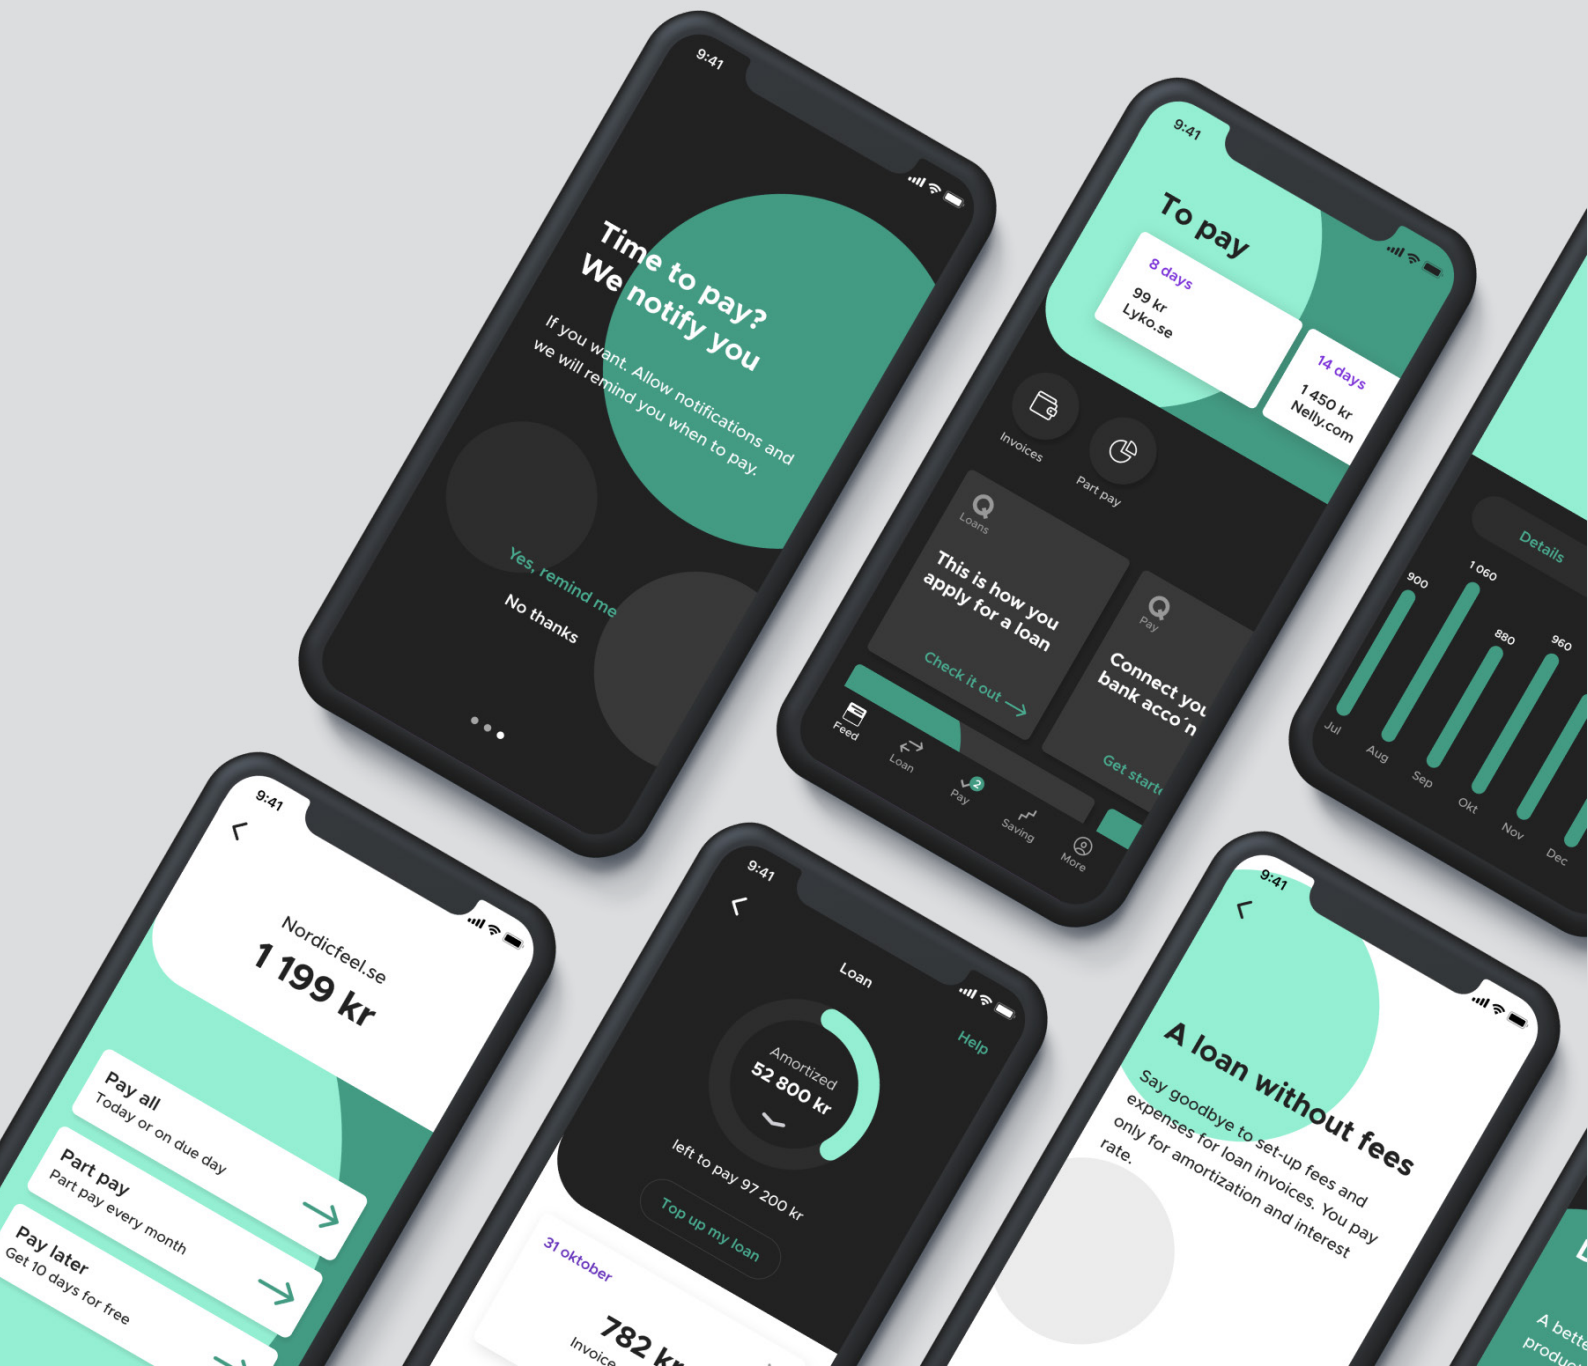 9:41
Time to pay?
We notify you
If you want. Allow notifications and
we will remind you when to pay.
Yes, remind me
No thanks
9:41
To pay
8 days
99 kr
Lyko.se
14 days
1 450 kr
Nelly.com
Invoices
Part pay
Q
Loans
This is how you
apply for a loan
Check it out
Q
Pay
Connect you
bank acco´n
Get starte
Feed
Loan
2
Pay
Saving
More
Details
900
1 060
880
960
Jul
Aug
Sep
Okt
Nov
Dec
9:41
Nordicfeel.se
1 199 kr
Pay all
Today or on due day
Part pay
Part pay every month
Pay later
Get 10 days for free
9:41
Loan
Help
Amortized
52 800 kr
left to pay 97 200 kr
Top up my loan
31 oktober
782 kr
Invoice
9:41
A loan without fees
Say goodbye to set-up fees and
expenses for loan invoices. You pay
only for amortization and interest
rate.
A bette
produc